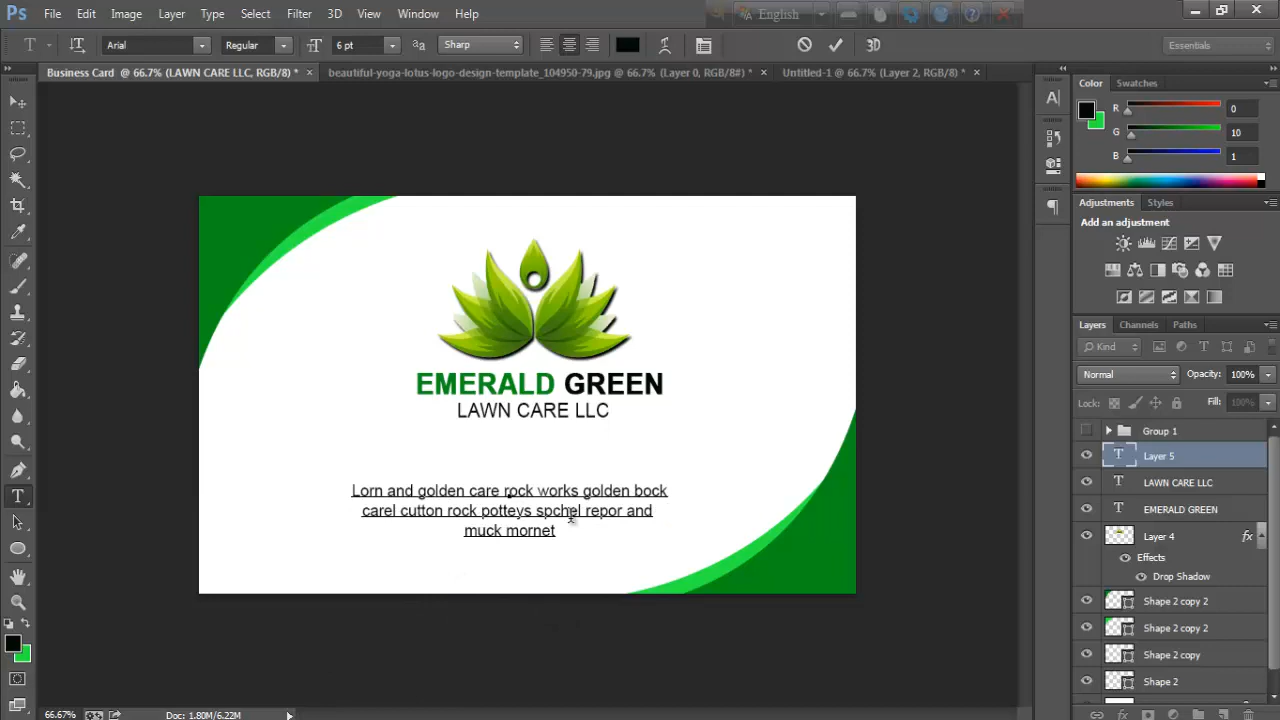 Ps File Edit Image Layer Type Select Filter 3D View Window Help
English
T Arial Regular 6 pt Sharp 3D Essentials
Business Card @ 66.7% (LAWN CARE LLC, RGB/8) * ×
beautiful-yoga-lotus-logo-design-template_104950-79.jpg @ 66.7% (Layer 0, RGB/8#) * ×
Untitled-1 @ 66.7% (Layer 2, RGB/8) * ×
Color Swatches
R 0
G 10
B 1
Adjustments Styles
Add an adjustment
Layers Channels Paths
Kind
Normal Opacity: 100%
Lock: Fill: 100%
Group 1
Layer 5
LAWN CARE LLC
EMERALD GREEN
Layer 4 fx
Effects
Drop Shadow
Shape 2 copy 2
Shape 2 copy 2
Shape 2 copy
Shape 2
EMERALD GREEN
LAWN CARE LLC
Lorn and golden care rock works golden bock
carel cutton rock potteys spchel repor and
muck mornet
66.67% Doc: 1.80M/6.22M